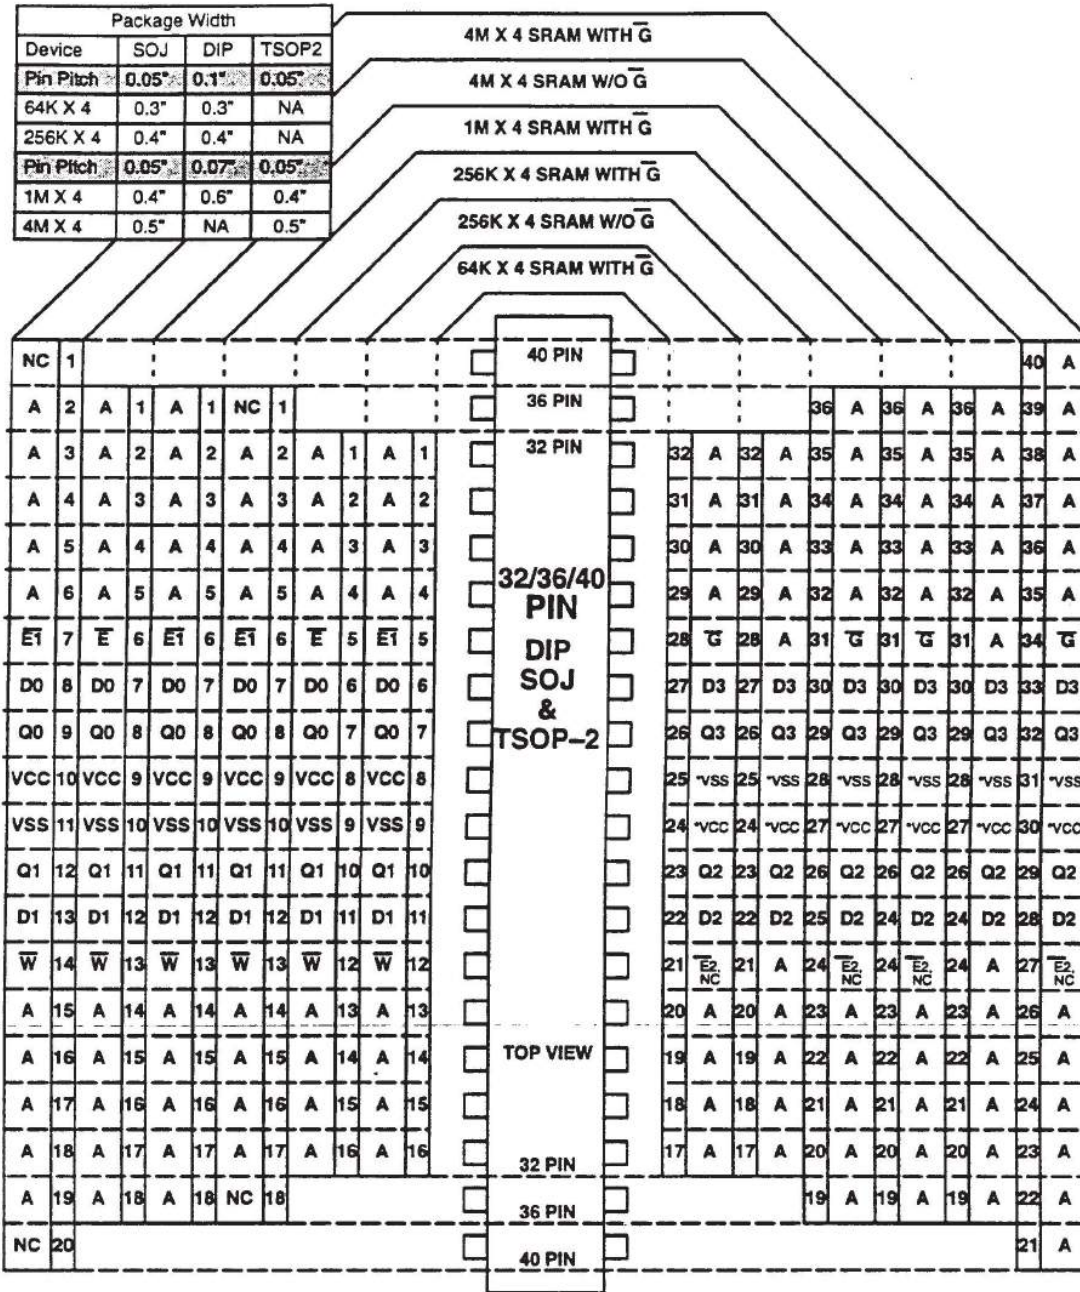 Package Width
Device SOJ DIP TSOP2
Pin Pitch 0.05" 0.1" 0.05"
64K X 4 0.3" 0.3" NA
256K X 4 0.4" 0.4" NA
Pin Pitch 0.05" 0.07" 0.05"
1M X 4 0.4" 0.6" 0.4"
4M X 4 0.5" NA 0.5"
4M X 4 SRAM WITH G̅
4M X 4 SRAM W/O G̅
1M X 4 SRAM WITH G̅
256K X 4 SRAM WITH G̅
256K X 4 SRAM W/O G̅
64K X 4 SRAM WITH G̅
NC 1 40 PIN 40 A
A 2 A 1 A 1 NC 1 36 PIN 36 A 36 A 36 A 39 A
A 3 A 2 A 2 A 2 A 1 A 1 32 PIN 32 A 32 A 35 A 35 A 35 A 38 A
A 4 A 3 A 3 A 3 A 2 A 2 31 A 31 A 34 A 34 A 34 A 37 A
A 5 A 4 A 4 A 4 A 3 A 3 30 A 30 A 33 A 33 A 33 A 36 A
A 6 A 5 A 5 A 5 A 4 A 4 32/36/40 29 A 29 A 32 A 32 A 32 A 35 A
PIN
E̅1̅ 7 E̅ 6 E̅1̅ 6 E̅1̅ 6 E̅ 5 E̅1̅ 5 DIP 28 G̅ 28 A 31 G̅ 31 G̅ 31 A 34 G̅
D0 8 D0 7 D0 7 D0 7 D0 6 D0 6 SOJ 27 D3 27 D3 30 D3 30 D3 30 D3 33 D3
&
Q0 9 Q0 8 Q0 8 Q0 8 Q0 7 Q0 7 TSOP–2 26 Q3 26 Q3 29 Q3 29 Q3 29 Q3 32 Q3
VCC 10 VCC 9 VCC 9 VCC 9 VCC 8 VCC 8 25 *VSS 25 *VSS 28 *VSS 28 *VSS 28 *VSS 31 *VSS
VSS 11 VSS 10 VSS 10 VSS 10 VSS 9 VSS 9 24 *VCC 24 *VCC 27 *VCC 27 *VCC 27 *VCC 30 *VCC
Q1 12 Q1 11 Q1 11 Q1 11 Q1 10 Q1 10 23 Q2 23 Q2 26 Q2 26 Q2 26 Q2 29 Q2
D1 13 D1 12 D1 12 D1 12 D1 11 D1 11 22 D2 22 D2 25 D2 24 D2 24 D2 28 D2
W̅ 14 W̅ 13 W̅ 13 W̅ 13 W̅ 12 W̅ 12 21 E̅2̅, NC 21 A 24 E̅2̅, NC 24 E̅2̅, NC 24 A 27 E̅2̅, NC
A 15 A 14 A 14 A 14 A 13 A 13 20 A 20 A 23 A 23 A 23 A 26 A
A 16 A 15 A 15 A 15 A 14 A 14 TOP VIEW 19 A 19 A 22 A 22 A 22 A 25 A
A 17 A 16 A 16 A 16 A 15 A 15 18 A 18 A 21 A 21 A 21 A 24 A
A 18 A 17 A 17 A 17 A 16 A 16 32 PIN 17 A 17 A 20 A 20 A 20 A 23 A
A 19 A 18 A 18 NC 18 36 PIN 19 A 19 A 19 A 22 A
NC 20 40 PIN 21 A